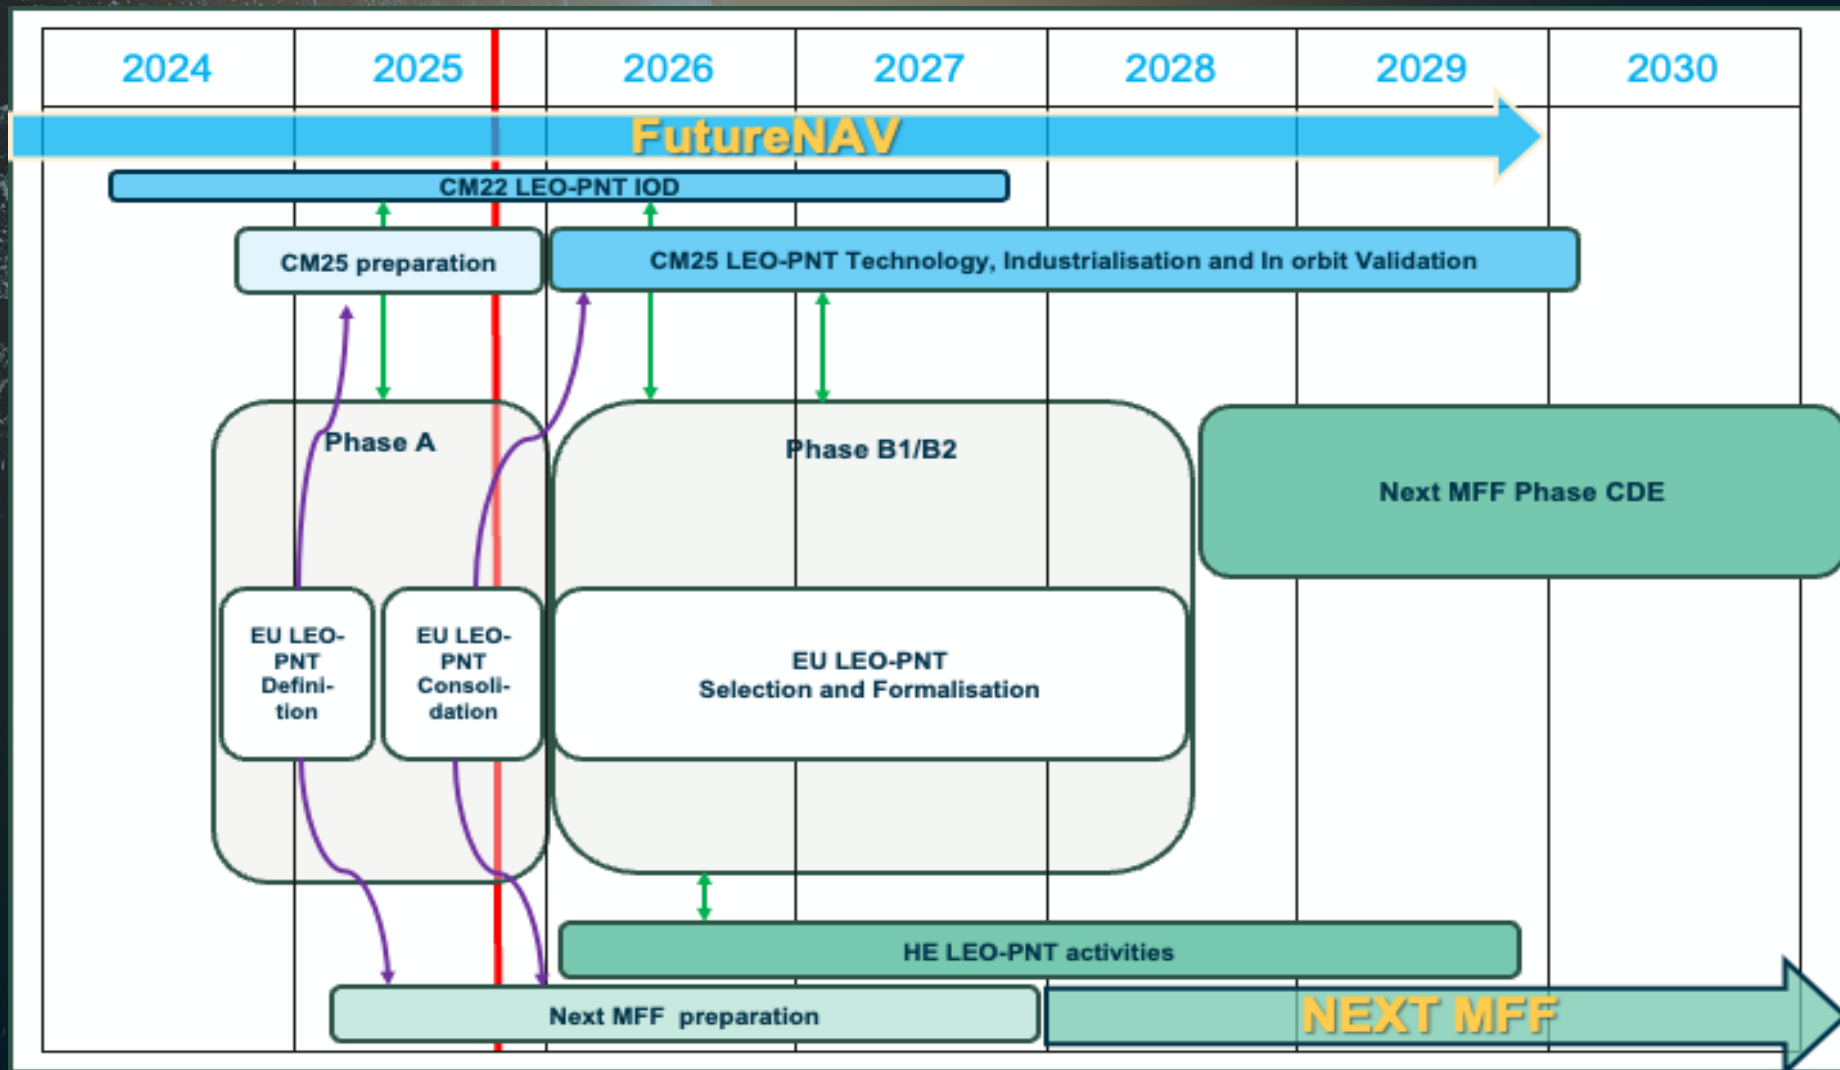 2024 2025 2026 2027 2028 2029 2030
FutureNAV
CM22 LEO-PNT IOD
CM25 preparation
CM25 LEO-PNT Technology, Industrialisation and In orbit Validation
Phase A
Phase B1/B2
Next MFF Phase CDE
EU LEO-
PNT
Defini-
tion
EU LEO-
PNT
Consoli-
dation
EU LEO-PNT
Selection and Formalisation
HE LEO-PNT activities
Next MFF preparation
NEXT MFF